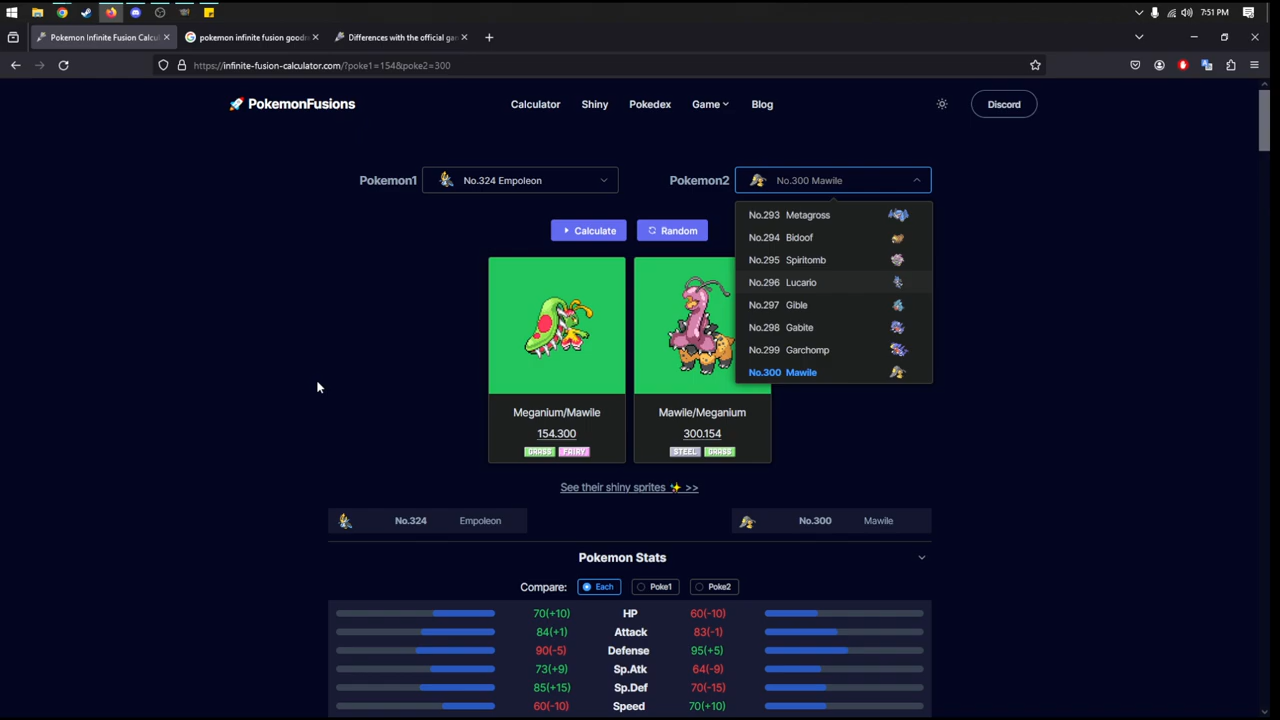 7:51 PM
Pokemon Infinite Fusion Calcul
pokemon infinite fusion goodr
Differences with the official gar
https://infinite-fusion-calculator.com/?poke1=154&poke2=300
PokemonFusions
Calculator
Shiny
Pokedex
Game
Blog
Discord
Pokemon1
No.324 Empoleon
Pokemon2
No.300 Mawile
Calculate
Random
No.293 Metagross
No.294 Bidoof
No.295 Spiritomb
No.296 Lucario
No.297 Gible
No.298 Gabite
No.299 Garchomp
No.300 Mawile
Meganium/Mawile
154.300
GRASS FAIRY
Mawile/Meganium
300.154
STEEL GRASS
See their shiny sprites ✨ >>
No.324 Empoleon
No.300 Mawile
Pokemon Stats
Compare: Each Poke1 Poke2
70(+10) HP 60(-10)
84(+1) Attack 83(-1)
90(-5) Defense 95(+5)
73(+9) Sp.Atk 64(-9)
85(+15) Sp.Def 70(-15)
60(-10) Speed 70(+10)